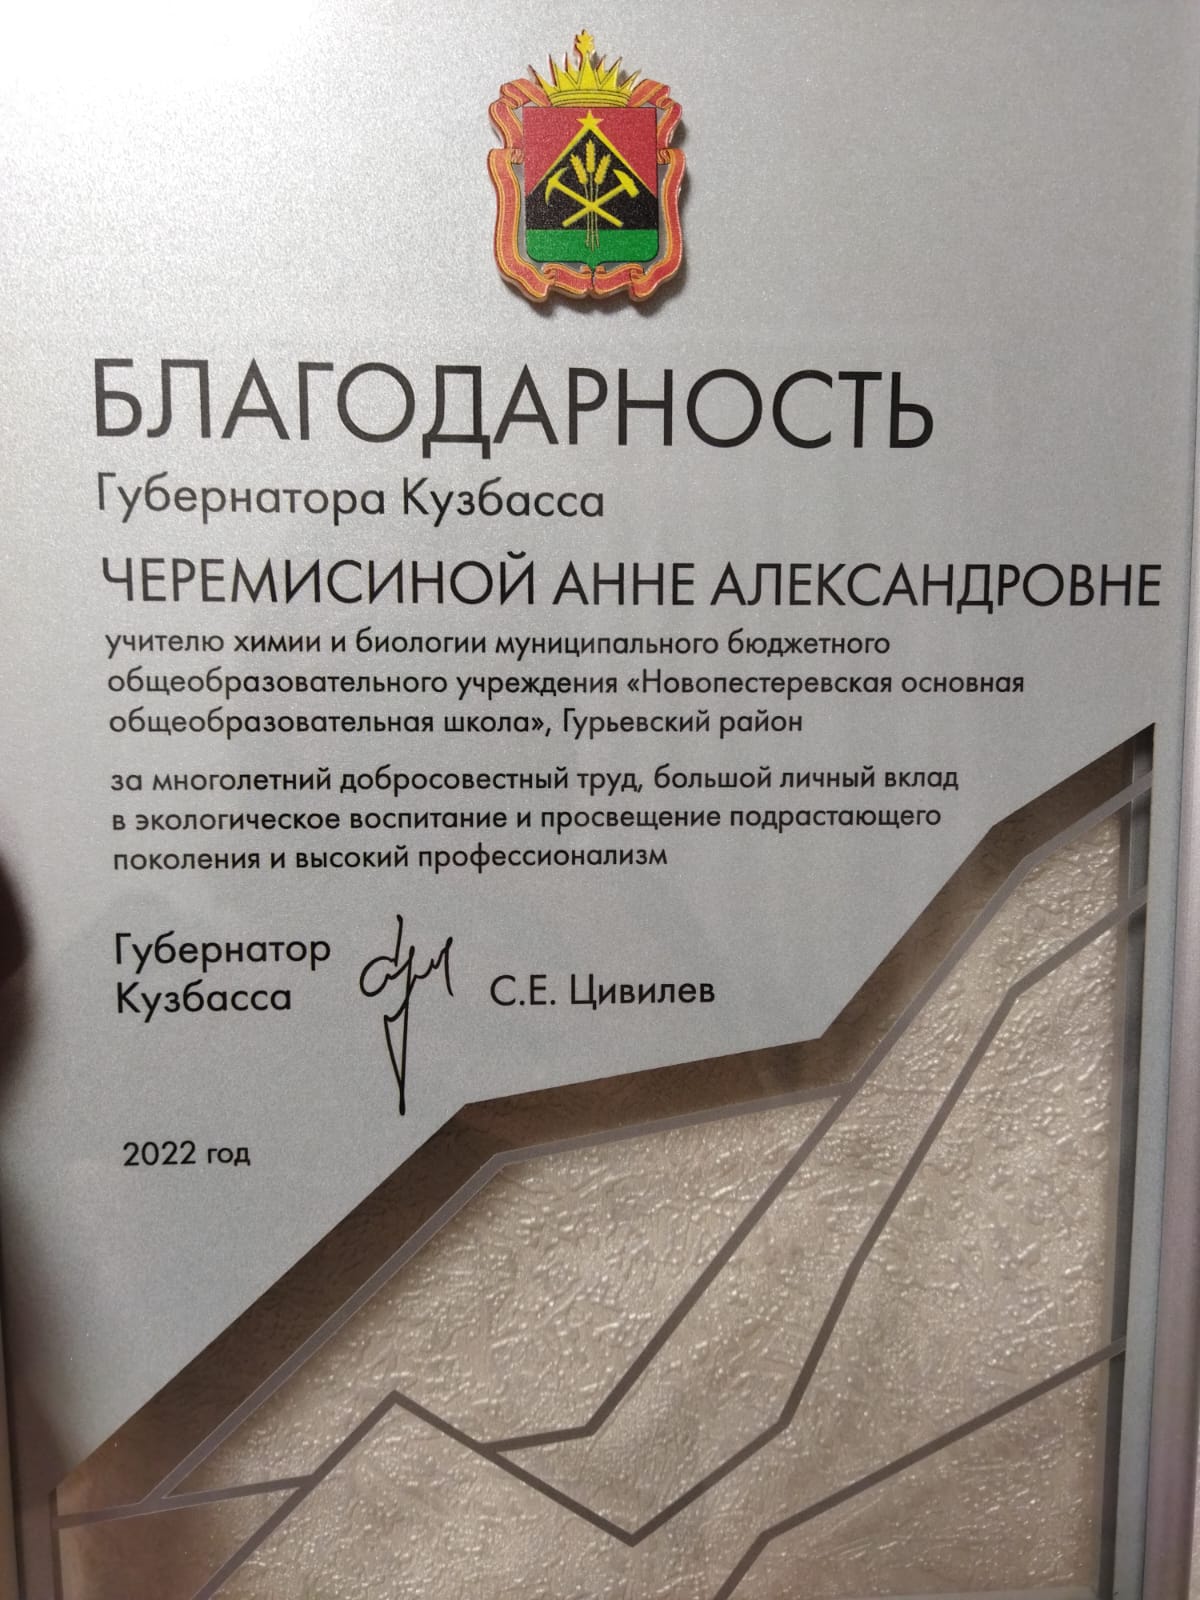 БЛАГОДАРНОСТЬ
Губернатора Кузбасса
ЧЕРЕМИСИНОЙ АННЕ АЛЕКСАНДРОВНЕ
учителю химии и биологии муниципального бюджетного
общеобразовательного учреждения «Новопестеревская основная
общеобразовательная школа», Гурьевский район
за многолетний добросовестный труд, большой личный вклад
в экологическое воспитание и просвещение подрастающего
поколения и высокий профессионализм
Губернатор
Кузбасса
С.Е. Цивилев
2022 год